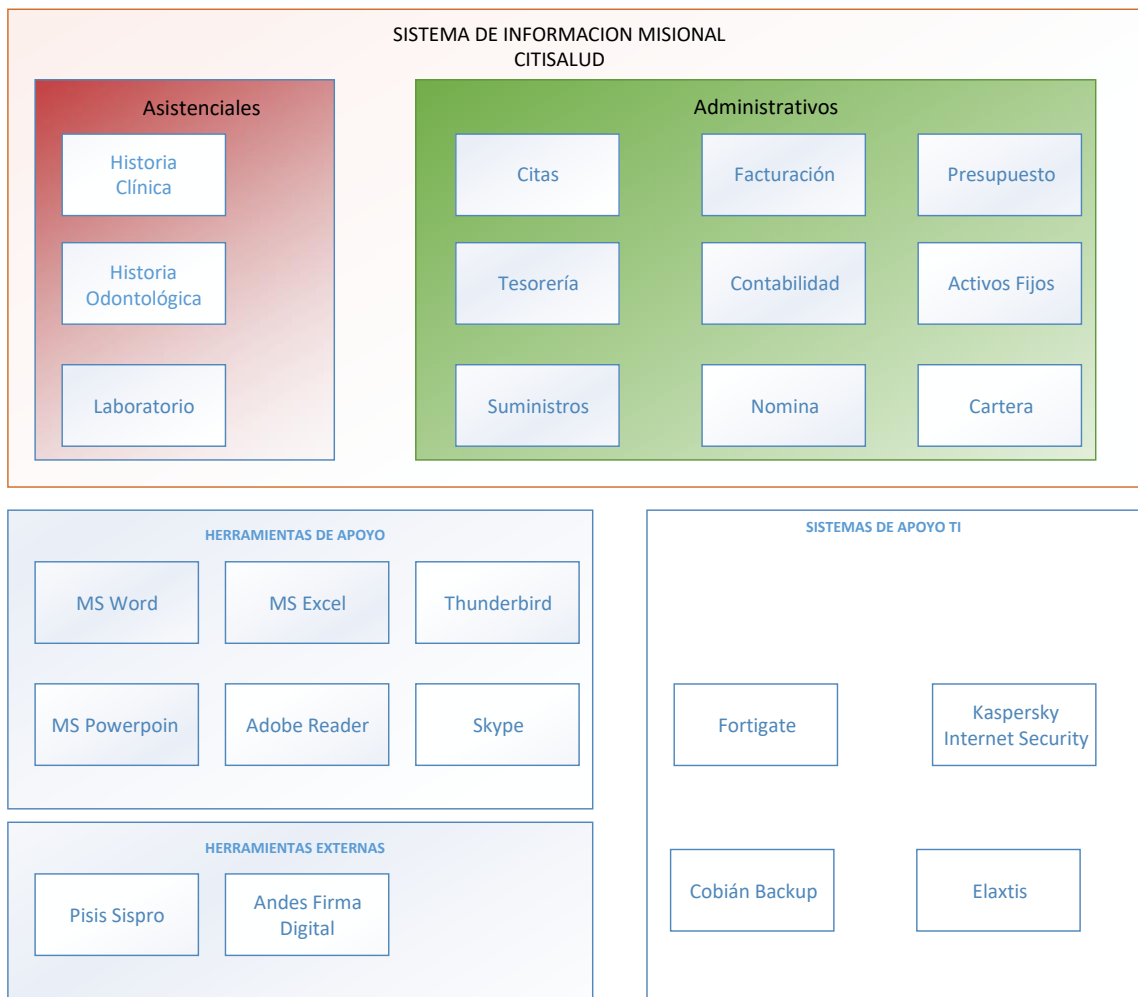 SISTEMA DE INFORMACION MISIONAL
CITISALUD
Asistenciales
Historia
Clínica
Historia
Odontológica
Laboratorio
Administrativos
Citas
Facturación
Presupuesto
Tesorería
Contabilidad
Activos Fijos
Suministros
Nomina
Cartera
HERRAMIENTAS DE APOYO
MS Word
MS Excel
Thunderbird
MS Powerpoin
Adobe Reader
Skype
HERRAMIENTAS EXTERNAS
Pisis Sispro
Andes Firma
Digital
SISTEMAS DE APOYO TI
Fortigate
Kaspersky
Internet Security
Cobián Backup
Elaxtis